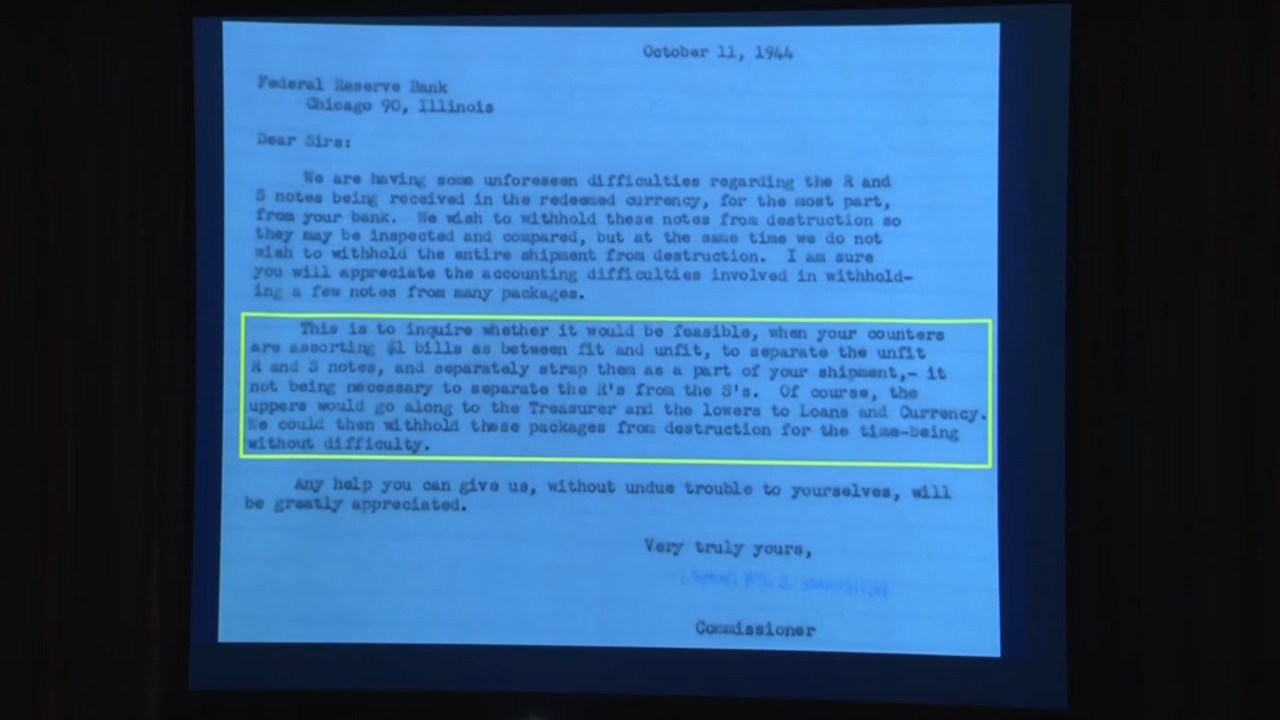 October 11, 1944
Federal Reserve Bank
Chicago 90, Illinois
Dear Sirs:
We are having some unforeseen difficulties regarding the R and
S notes being received in the redeemed currency, for the most part,
from your bank. We wish to withhold these notes from destruction so
they may be inspected and compared, but at the same time we do not
wish to withhold the entire shipment from destruction. I am sure
you will appreciate the accounting difficulties involved in withhold-
ing a few notes from many packages.
This is to inquire whether it would be feasible, when your counters
are assorting $1 bills as between fit and unfit, to separate the unfit
R and S notes, and separately strap them as a part of your shipment,- it
not being necessary to separate the R's from the S's. Of course, the
uppers would go along to the Treasurer and the lowers to Loans and Currency.
We could then withhold these packages from destruction for the time-being
without difficulty.
Any help you can give us, without undue trouble to yourselves, will
be greatly appreciated.
Very truly yours,
(Signed)
Commissioner